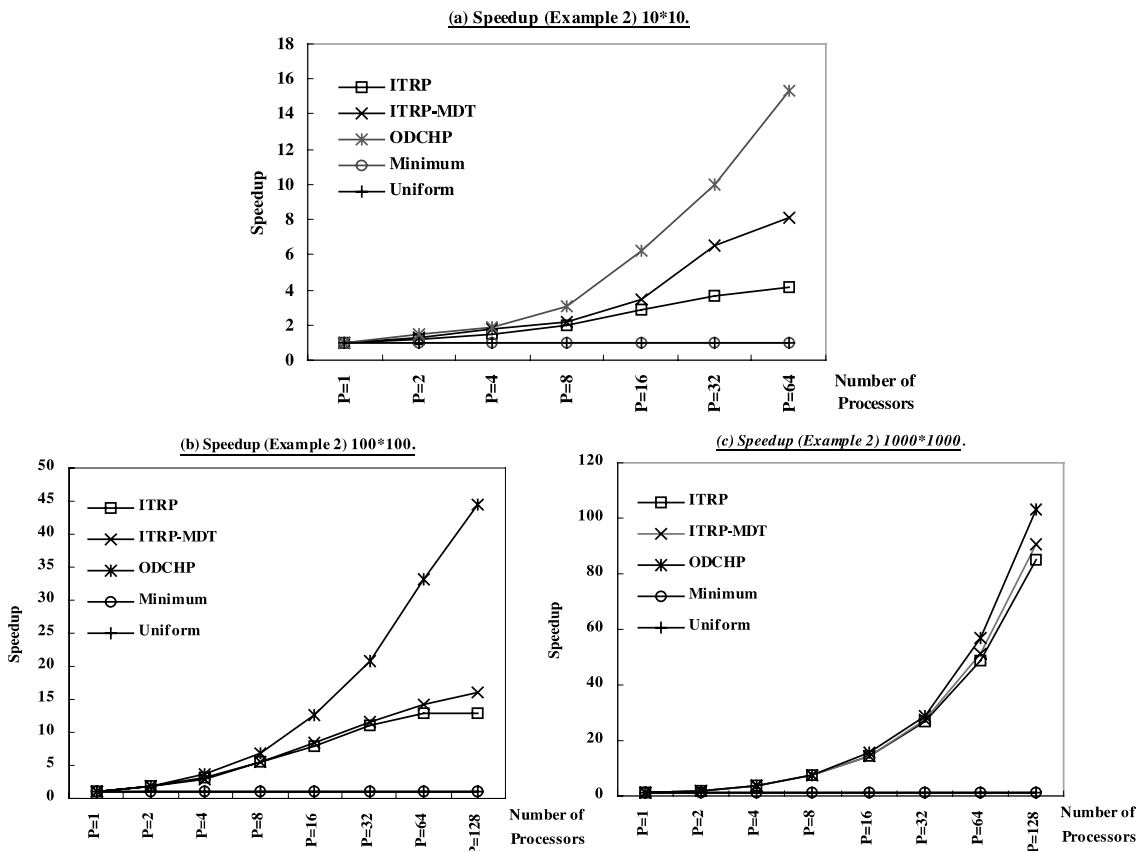 (a) Speedup (Example 2) 10*10.
18
16
14
12
10
8
6
4
2
0
Speedup
ITRP
ITRP-MDT
ODCHP
Minimum
Uniform
P=1
P=2
P=4
P=8
P=16
P=32
P=64
Number of
Processors
(b) Speedup (Example 2) 100*100.
50
45
40
35
30
25
20
15
10
5
0
Speedup
ITRP
ITRP-MDT
ODCHP
Minimum
Uniform
P=1
P=2
P=4
P=8
P=16
P=32
P=64
P=128
Number of
Processors
(c) Speedup (Example 2) 1000*1000.
120
100
80
60
40
20
0
Speedup
ITRP
ITRP-MDT
ODCHP
Minimum
Uniform
P=1
P=2
P=4
P=8
P=16
P=32
P=64
P=128
Number of
Processors